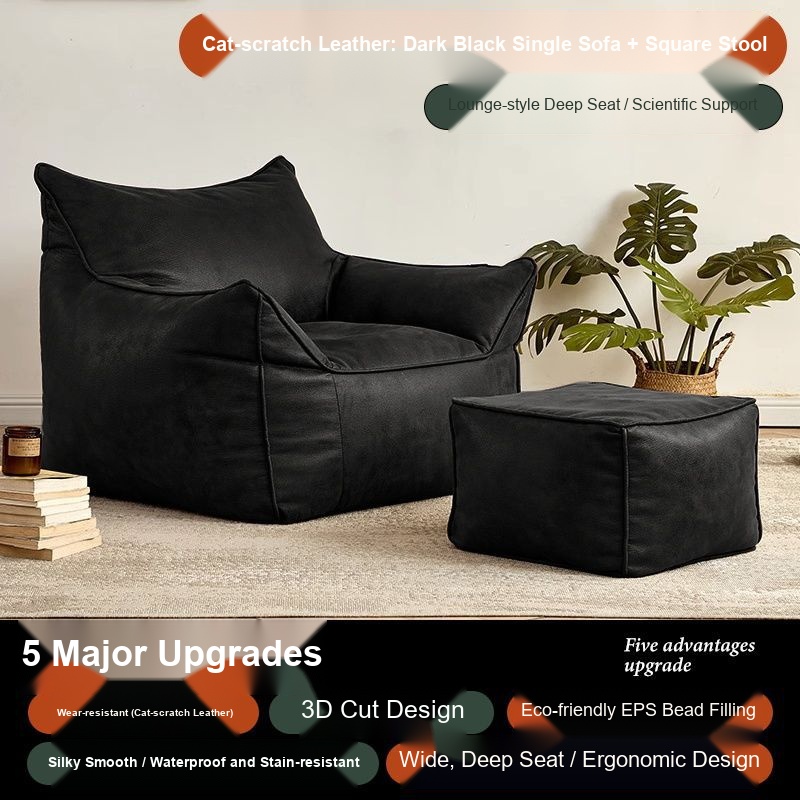 Cat-scratch Leather: Dark Black Single Sofa + Square Stool
Lounge-style Deep Seat / Scientific Support
5 Major Upgrades
Five advantages
upgrade
Wear-resistant (Cat-scratch Leather)
3D Cut Design
Eco-friendly EPS Bead Filling
Silky Smooth / Waterproof and Stain-resistant
Wide, Deep Seat / Ergonomic Design